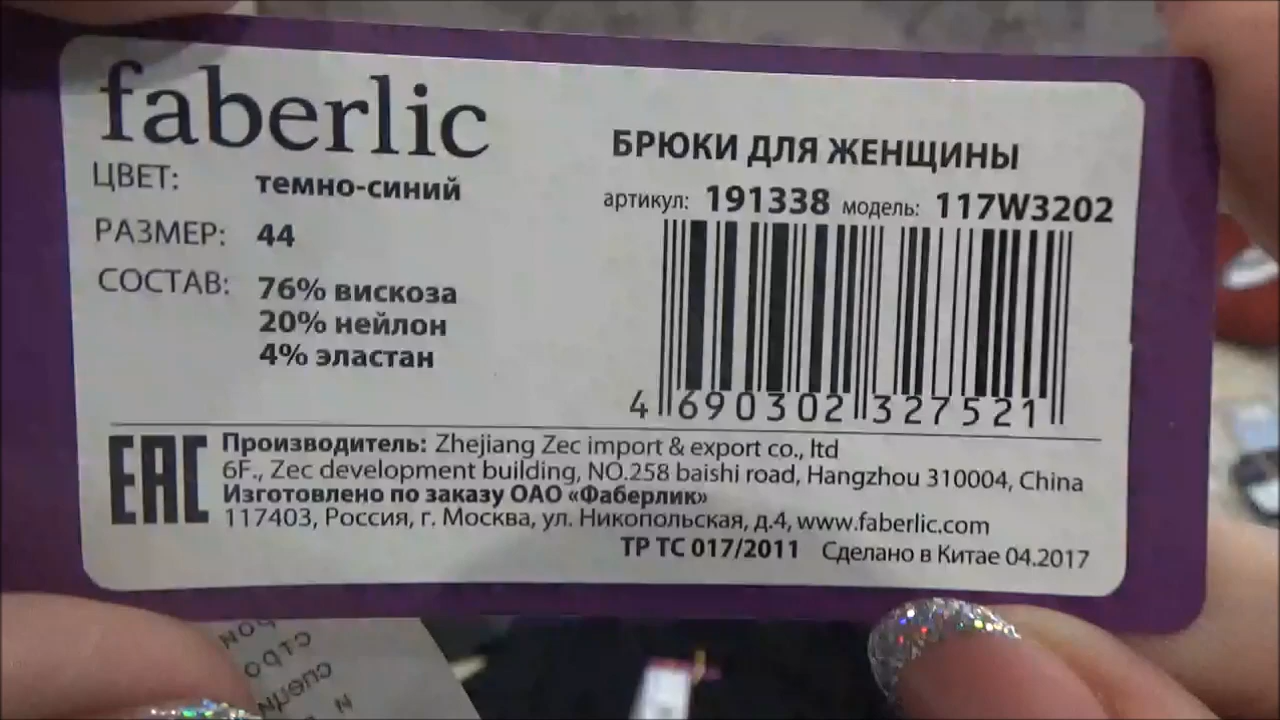 faberlic
ЦВЕТ: темно-синий
РАЗМЕР: 44
СОСТАВ: 76% вискоза
20% нейлон
4% эластан
БРЮКИ ДЛЯ ЖЕНЩИНЫ
артикул: 191338 модель: 117W3202
4 690302 327521
EAC
Производитель: Zhejiang Zec import & export co., ltd
6F., Zec development building, NO.258 baishi road, Hangzhou 310004, China
Изготовлено по заказу ОАО «Фаберлик»
117403, Россия, г. Москва, ул. Никопольская, д.4, www.faberlic.com
ТР ТС 017/2011 Сделано в Китае 04.2017